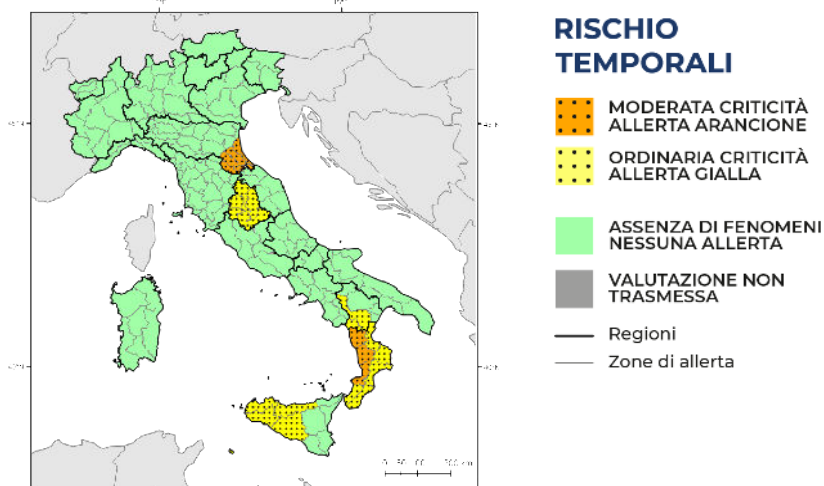 RISCHIO
TEMPORALI
MODERATA CRITICITÀ
ALLERTA ARANCIONE
ORDINARIA CRITICITÀ
ALLERTA GIALLA
ASSENZA DI FENOMENI
NESSUNA ALLERTA
VALUTAZIONE NON
TRASMESSA
Regioni
Zone di allerta